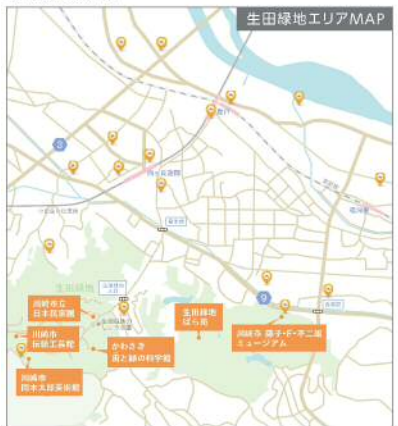 生田緑地エリアMAP
登戸
3
向ヶ丘遊園
生田緑地
川崎市立
日本民家園
川崎市
伝統工芸館
かわさき
宙と緑の科学館
川崎市
岡本太郎美術館
生田緑地
ばら苑
9
川崎市 藤子・F・不二雄
ミュージアム